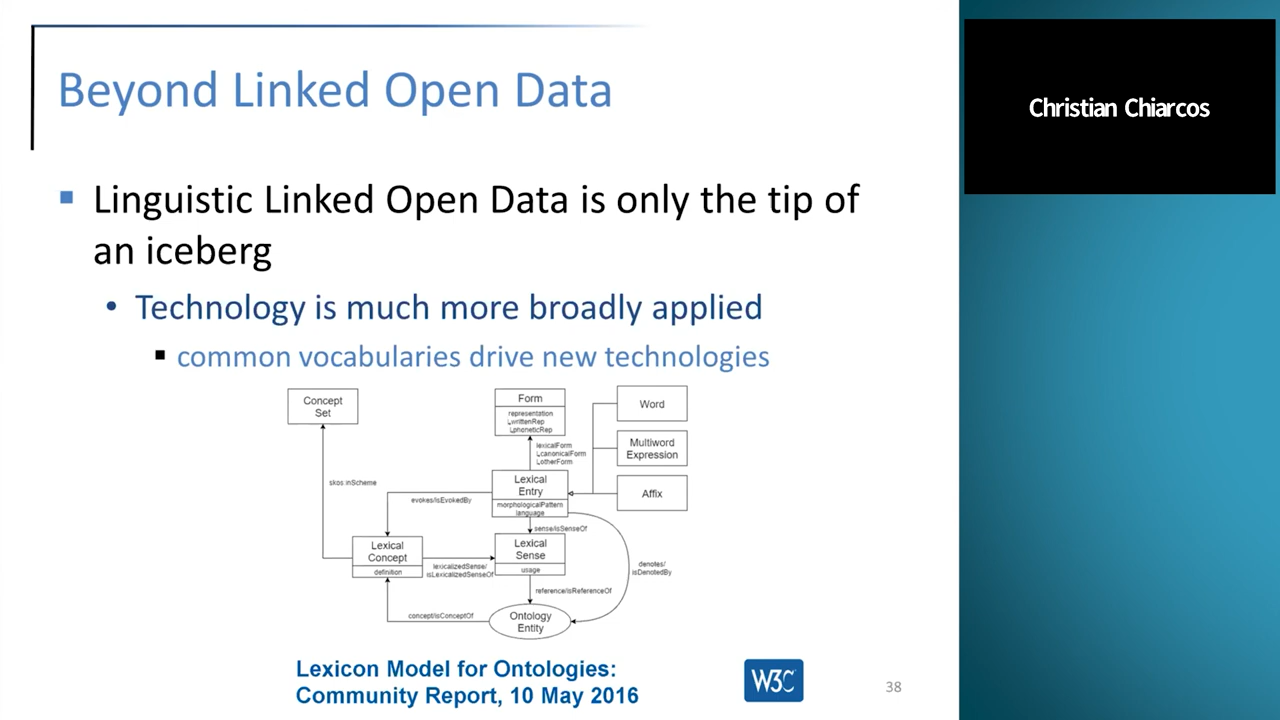 Beyond Linked Open Data
Christian Chiarcos
Linguistic Linked Open Data is only the tip of
an iceberg
Technology is much more broadly applied
common vocabularies drive new technologies
Concept
Set
Form
representation
writtenRep
phoneticRep
Word
Multiword
Expression
Affix
lexicalForm
canonicalForm
otherForm
Lexical
Entry
morphologicalPattern
language
skos:inScheme
evokes/isEvokedBy
sense/isSenseOf
Lexical
Concept
definition
lexicalizedSense/
isLexicalizedSenseOf
Lexical
Sense
usage
denotes/
isDenotedBy
reference/isReferenceOf
concept/isConceptOf
Ontology
Entity
Lexicon Model for Ontologies:
Community Report, 10 May 2016
W3C
38